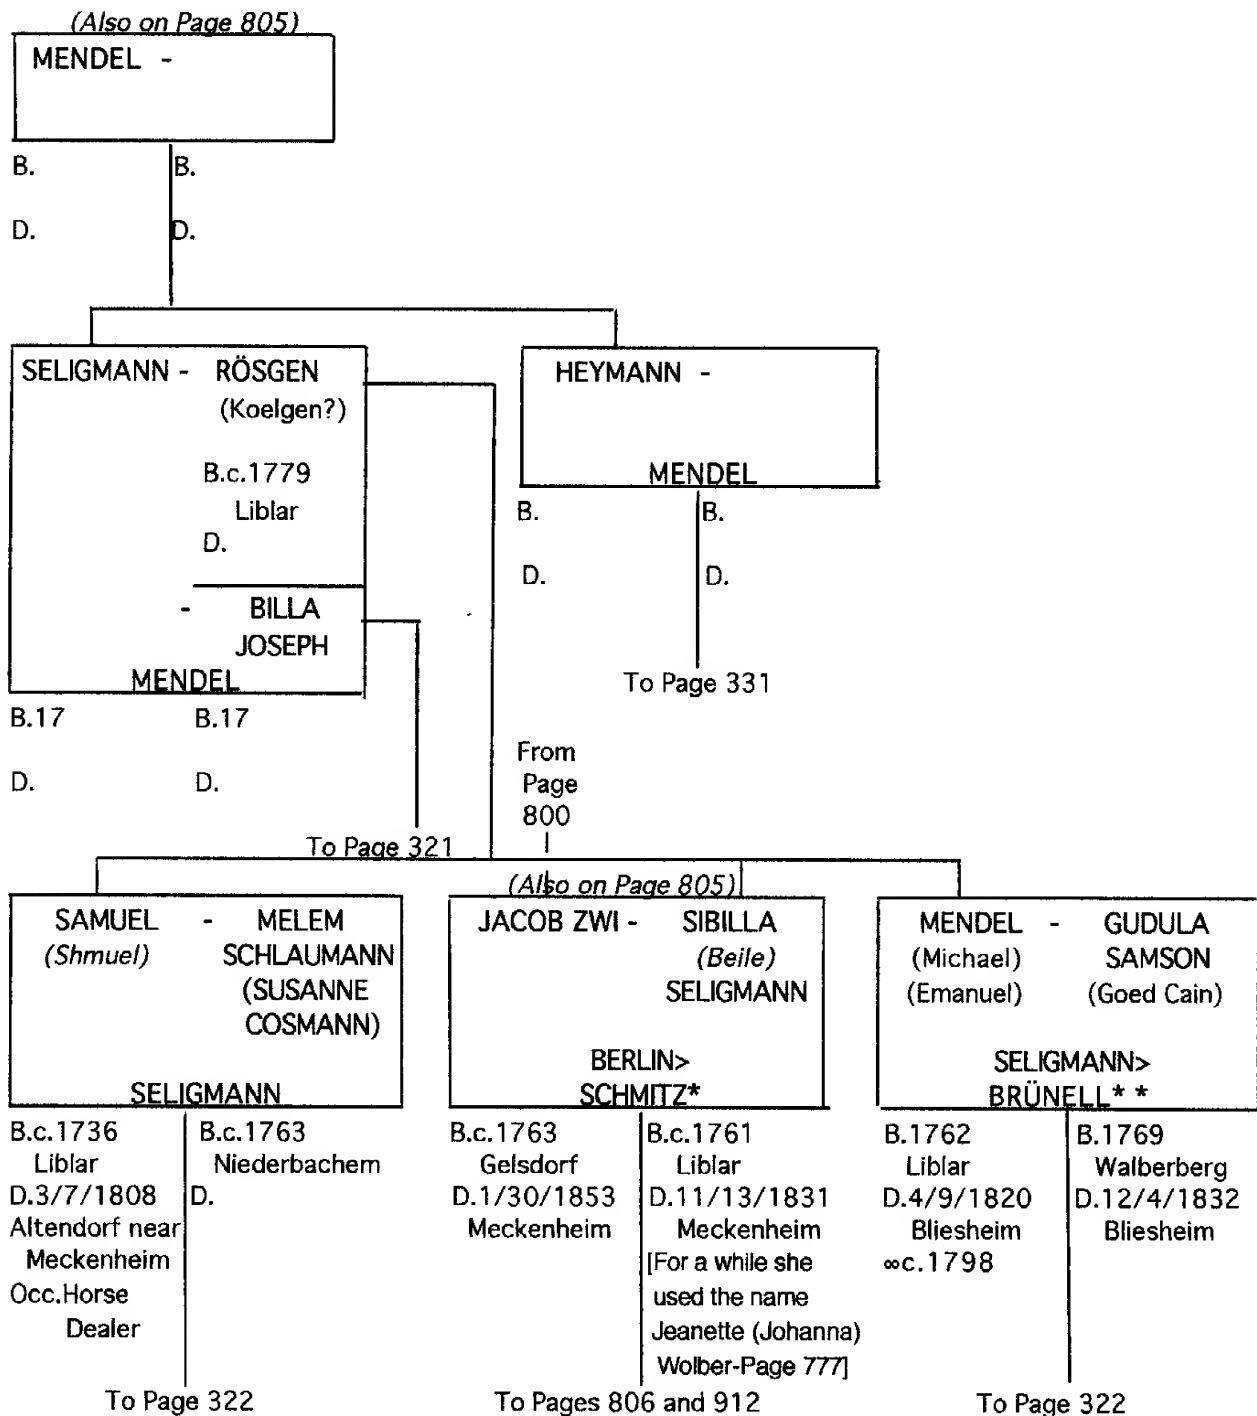 (Also on Page 805)
MENDEL -
B. B.
D. D.
SELIGMANN - RÖSGEN
(Koelgen?)
B.c.1779
Liblar
D.
- BILLA
JOSEPH
MENDEL
B.17 B.17
D. D.
To Page 321
HEYMANN -
MENDEL
B. B.
D. D.
To Page 331
From
Page
800
SAMUEL - MELEM
(Shmuel) SCHLAUMANN
(SUSANNE
COSMANN)
SELIGMANN
B.c.1736 B.c.1763
Liblar Niederbachem
D.3/7/1808 D.
Altendorf near
Meckenheim
Occ.Horse
Dealer
To Page 322
(Also on Page 805)
JACOB ZWI - SIBILLA
(Beile)
SELIGMANN
BERLIN>
SCHMITZ*
B.c.1763 B.c.1761
Gelsdorf Liblar
D.1/30/1853 D.11/13/1831
Meckenheim Meckenheim
[For a while she
used the name
Jeanette (Johanna)
Wolber-Page 777]
To Pages 806 and 912
MENDEL - GUDULA
(Michael) SAMSON
(Emanuel) (Goed Cain)
SELIGMANN>
BRÜNELL**
B.1762 B.1769
Liblar Walberberg
D.4/9/1820 D.12/4/1832
Bliesheim Bliesheim
∞c.1798
To Page 322